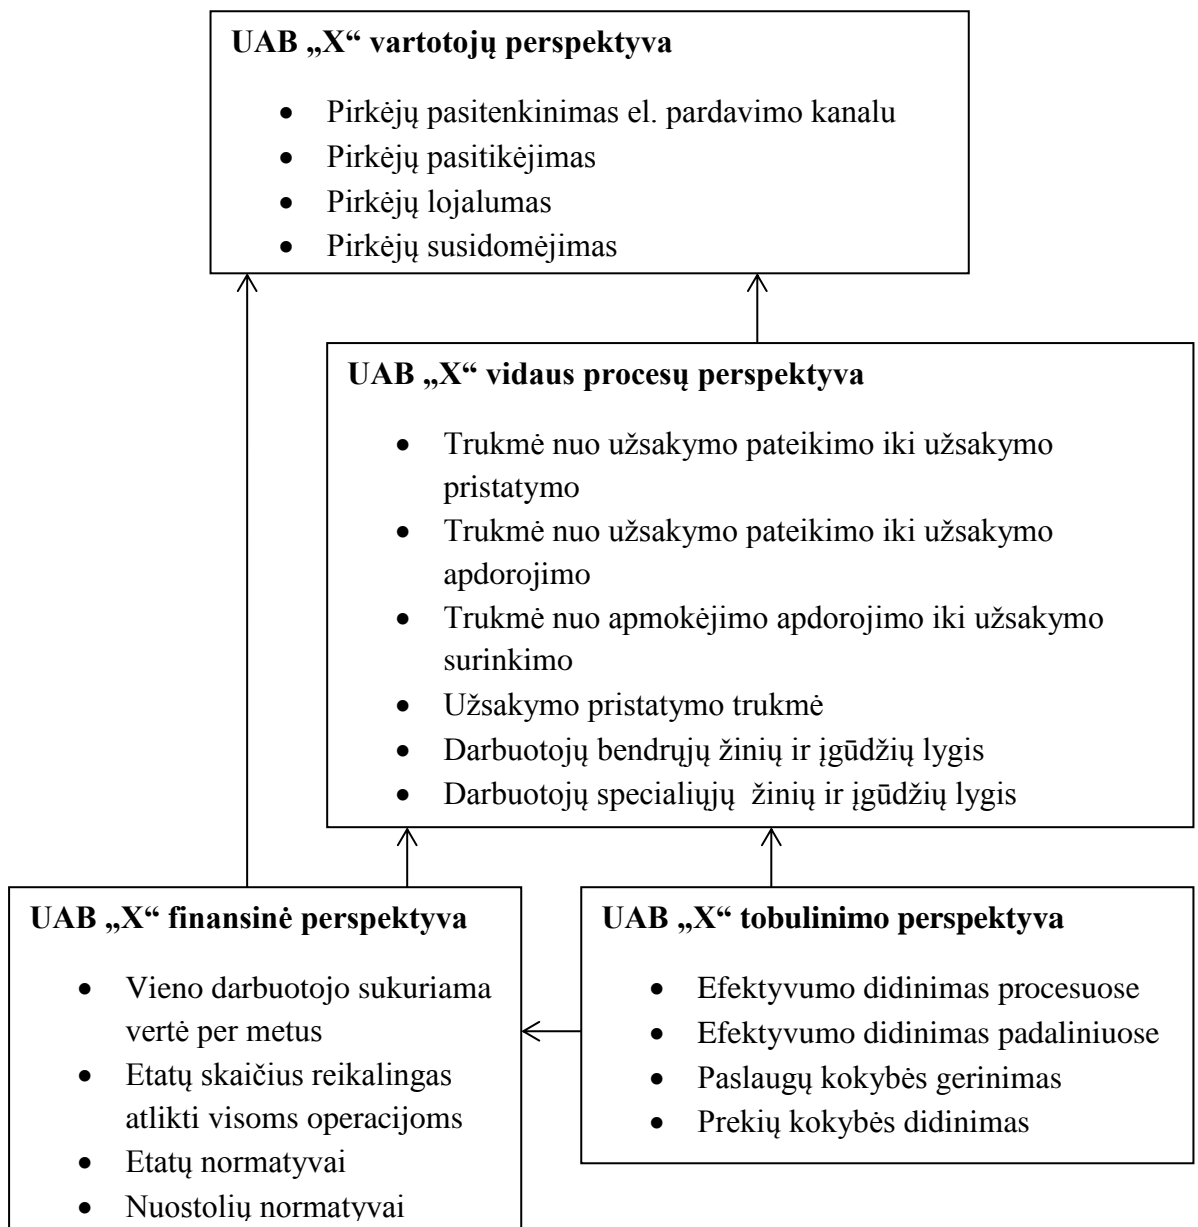 UAB „X“ vartotojų perspektyva
• Pirkėjų pasitenkinimas el. pardavimo kanalu
• Pirkėjų pasitikėjimas
• Pirkėjų lojalumas
• Pirkėjų susidomėjimas
UAB „X“ vidaus procesų perspektyva
• Trukmė nuo užsakymo pateikimo iki užsakymo
pristatymo
• Trukmė nuo užsakymo pateikimo iki užsakymo
apdorojimo
• Trukmė nuo apmokėjimo apdorojimo iki užsakymo
surinkimo
• Užsakymo pristatymo trukmė
• Darbuotojų bendrųjų žinių ir įgūdžių lygis
• Darbuotojų specialiųjų žinių ir įgūdžių lygis
UAB „X“ finansinė perspektyva
• Vieno darbuotojo sukuriama
vertė per metus
• Etatų skaičius reikalingas
atlikti visoms operacijoms
• Etatų normatyvai
• Nuostolių normatyvai
UAB „X“ tobulinimo perspektyva
• Efektyvumo didinimas procesuose
• Efektyvumo didinimas padaliniuose
• Paslaugų kokybės gerinimas
• Prekių kokybės didinimas